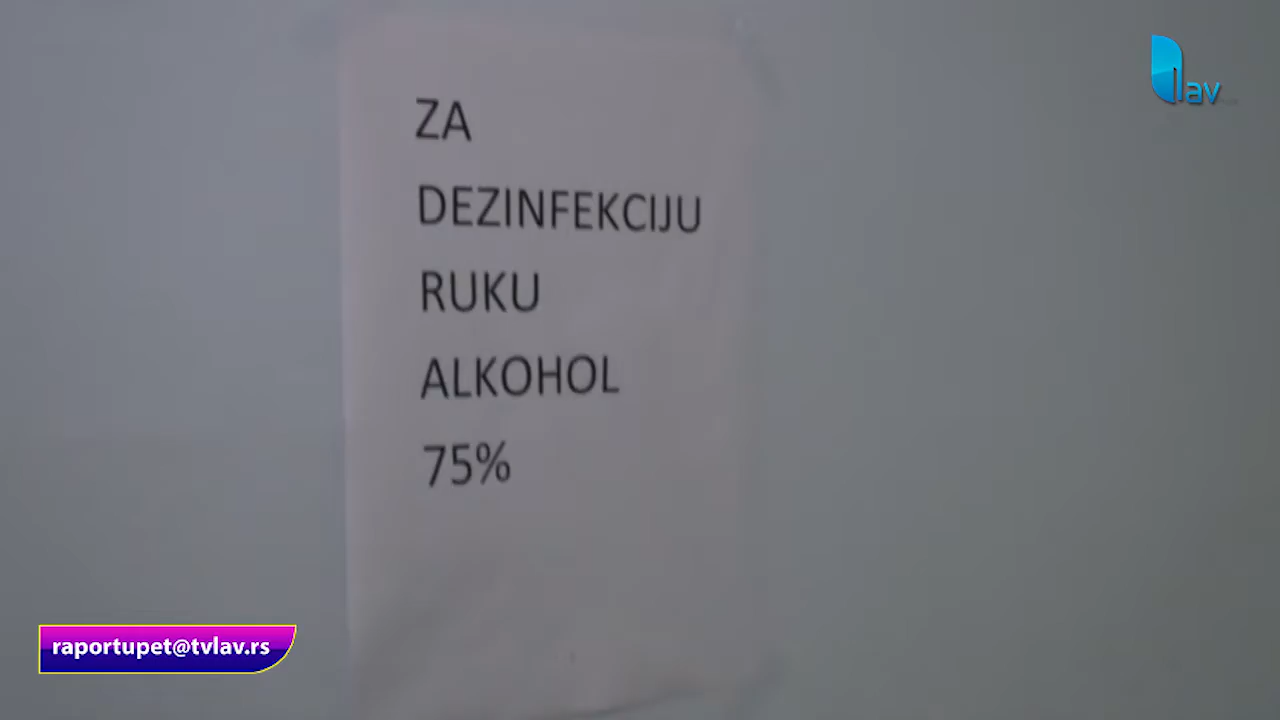 ZA
DEZINFEKCIJU
RUKU
ALKOHOL
75%
lav
raportupet@tvlav.rs